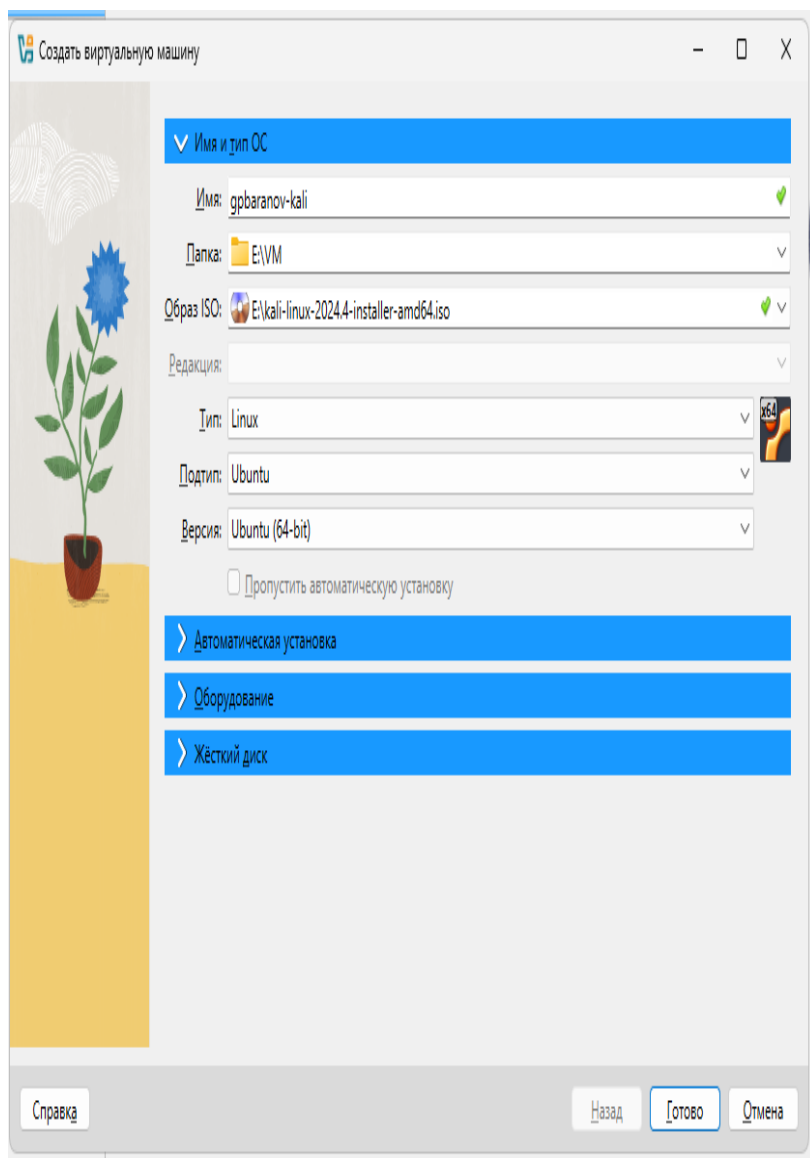 Создать виртуальную машину
Имя и тип ОС
Имя: gpbaranov-kali
Папка: E:\VM
Образ ISO: E:\kali-linux-2024.4-installer-amd64.iso
Редакция:
Тип: Linux
x64
Подтип: Ubuntu
Версия: Ubuntu (64-bit)
Пропустить автоматическую установку
Автоматическая установка
Оборудование
Жёсткий диск
Справка Назад Готово Отмена